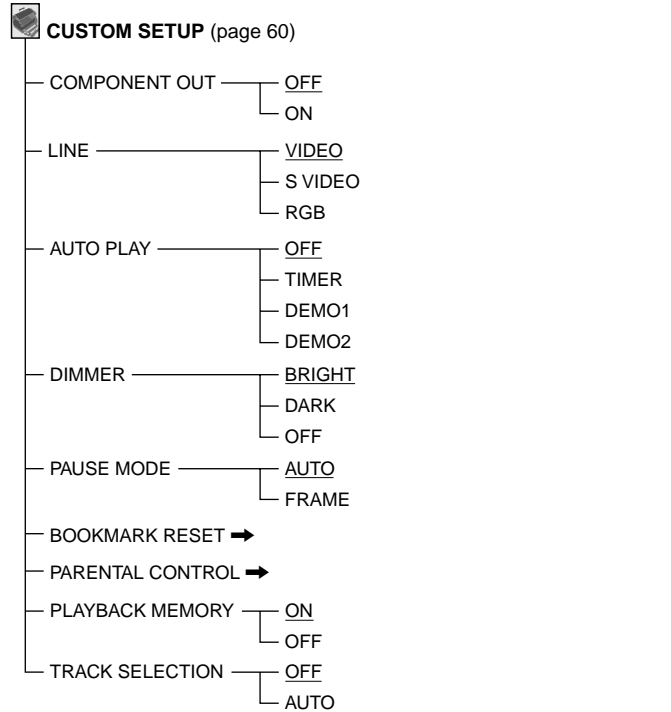 CUSTOM SETUP (page 60)
COMPONENT OUT OFF
ON
LINE VIDEO
S VIDEO
RGB
AUTO PLAY OFF
TIMER
DEMO1
DEMO2
DIMMER BRIGHT
DARK
OFF
PAUSE MODE AUTO
FRAME
BOOKMARK RESET ➡
PARENTAL CONTROL ➡
PLAYBACK MEMORY ON
OFF
TRACK SELECTION OFF
AUTO